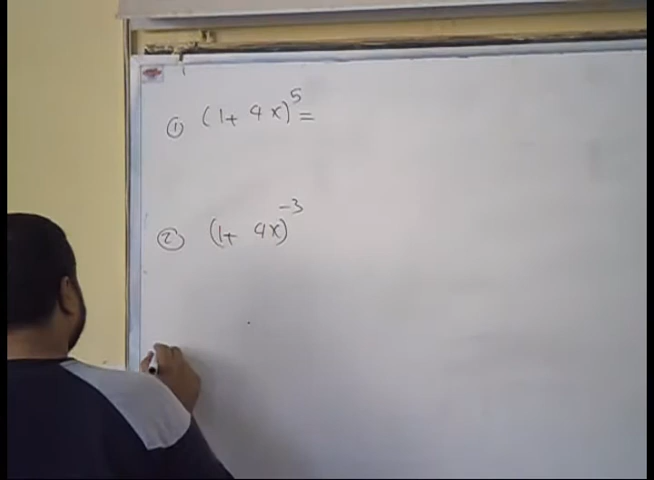 ① (1+ 4x)⁵ =
② (1+ 4x)⁻³